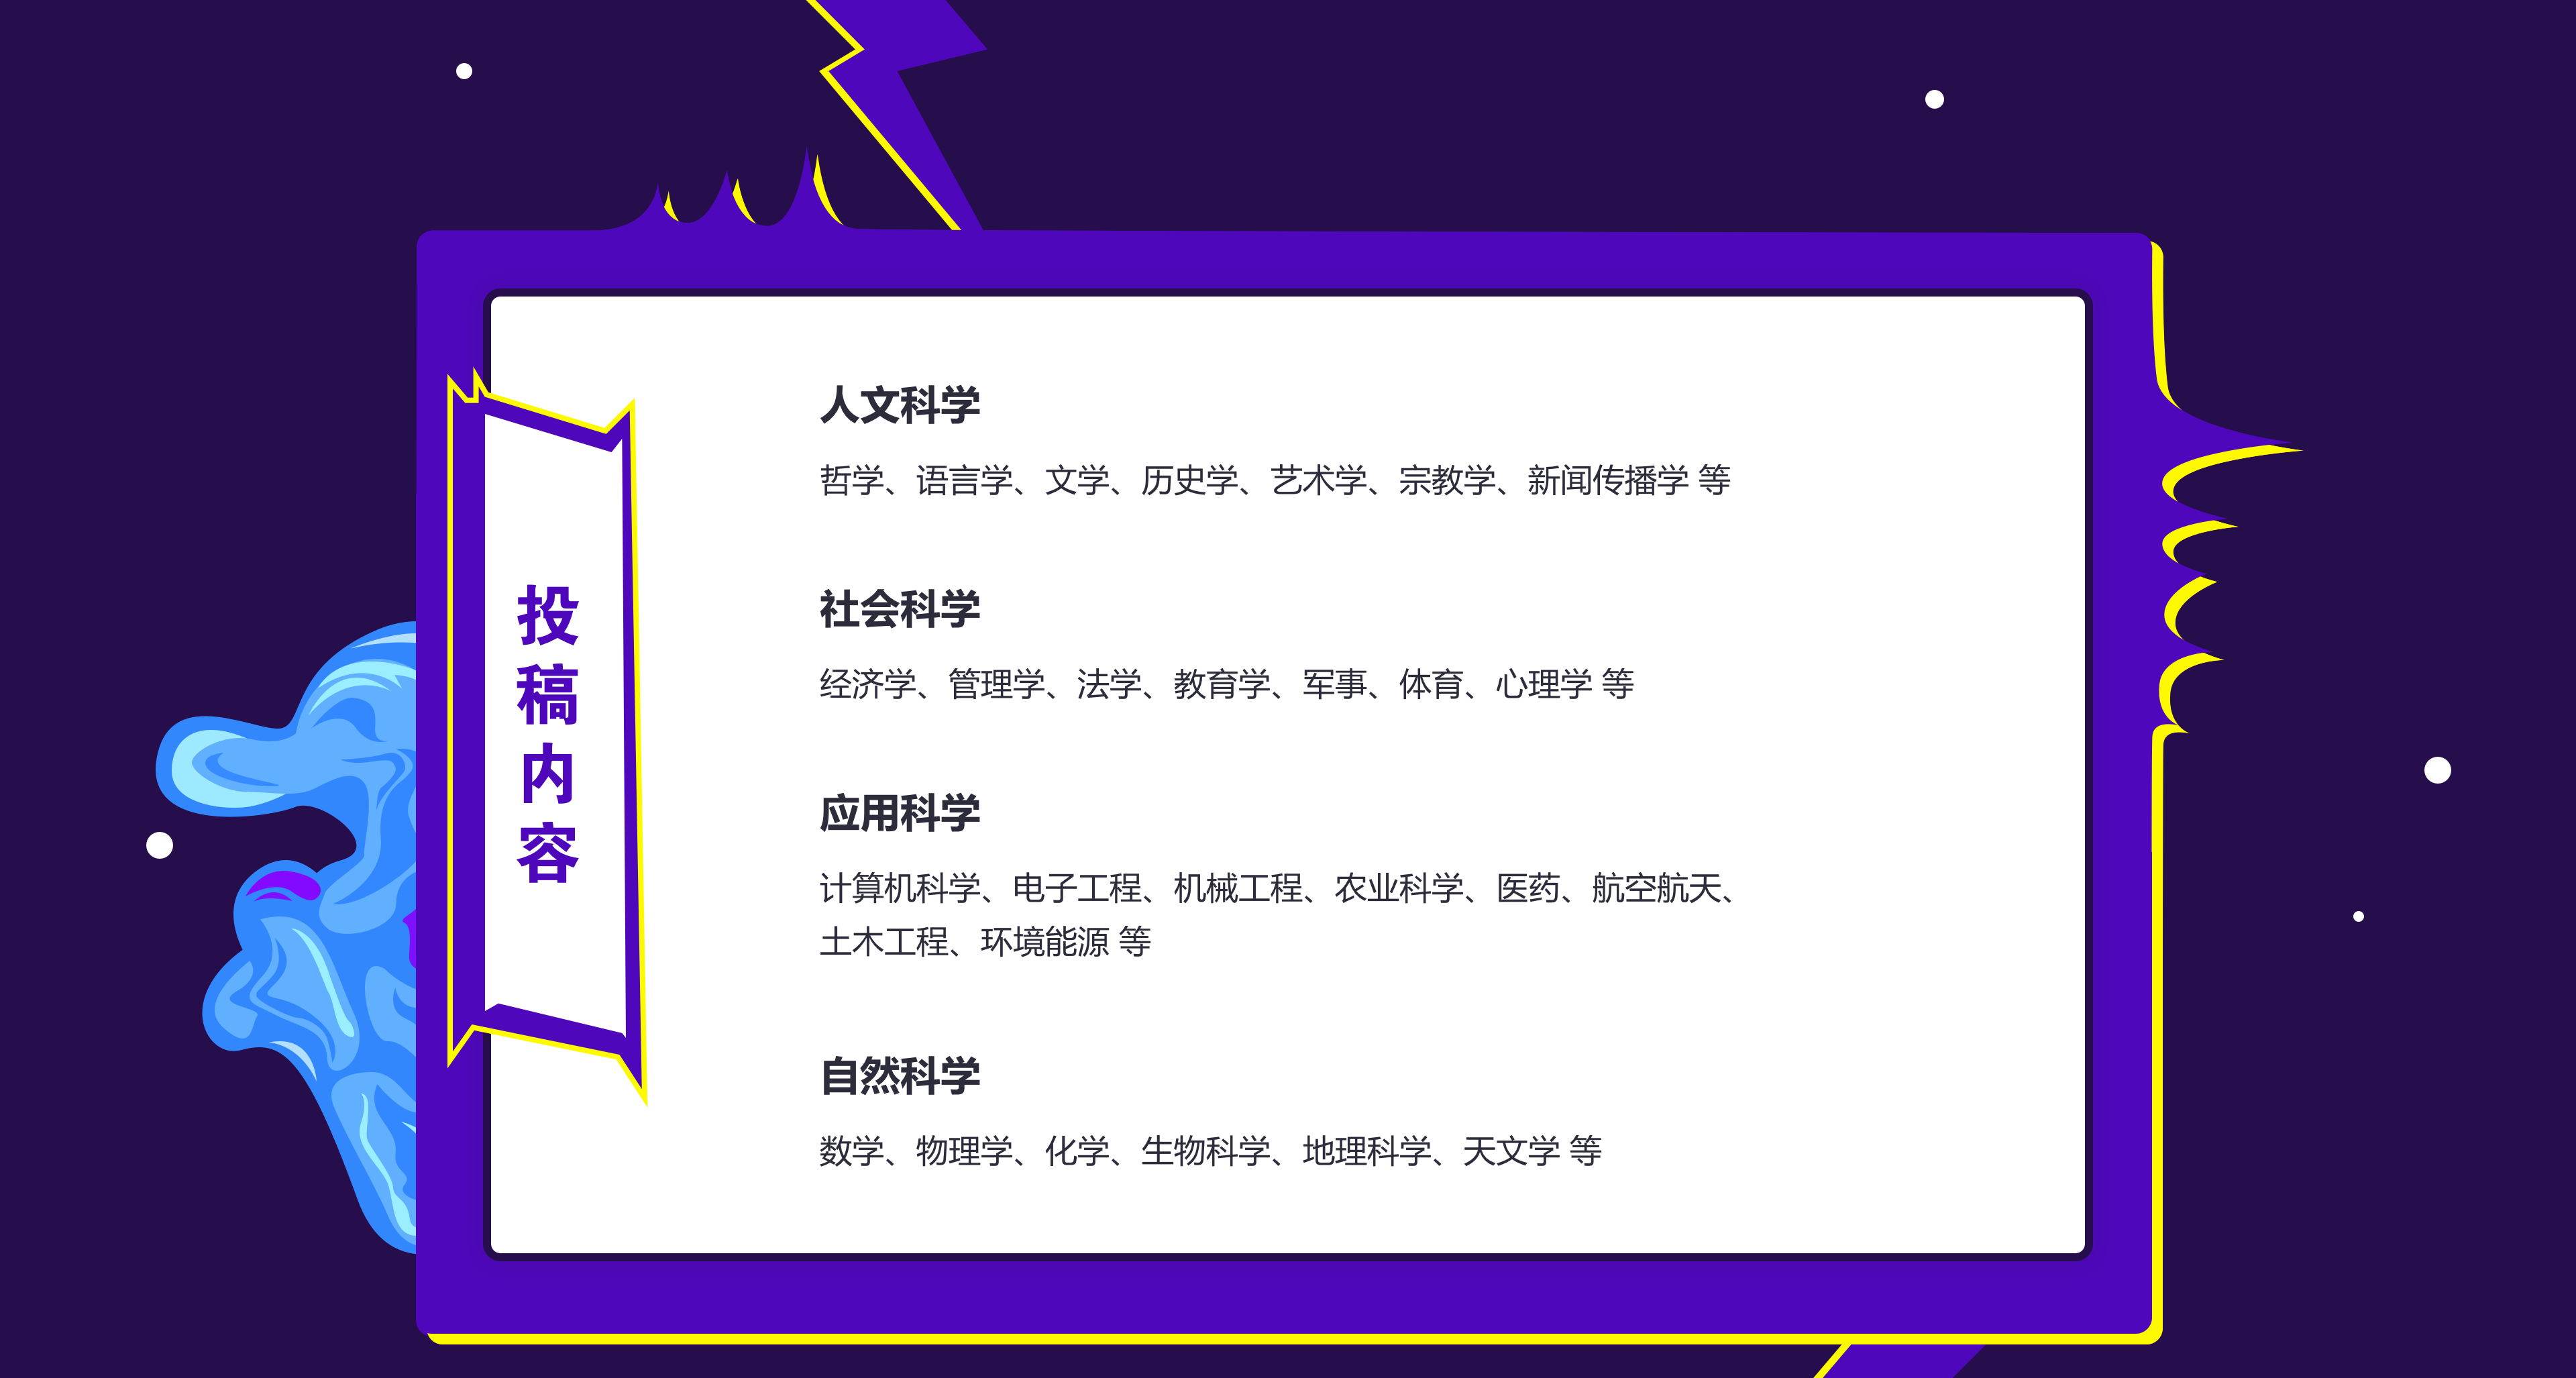 投稿内容
人文科学
哲学、语言学、文学、历史学、艺术学、宗教学、新闻传播学 等
社会科学
经济学、管理学、法学、教育学、军事、体育、心理学 等
应用科学
计算机科学、电子工程、机械工程、农业科学、医药、航空航天、
土木工程、环境能源 等
自然科学
数学、物理学、化学、生物科学、地理科学、天文学 等